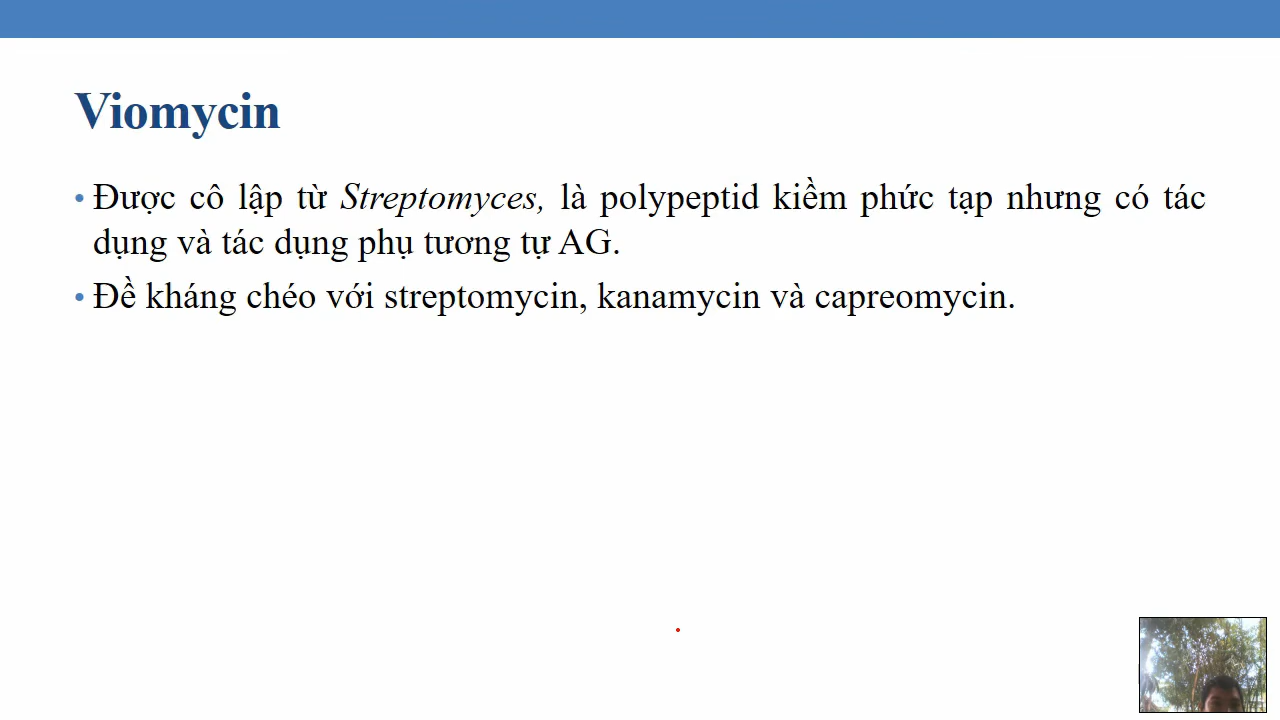 Viomycin
• Được cô lập từ Streptomyces, là polypeptid kiềm phức tạp nhưng có tác
dụng và tác dụng phụ tương tự AG.
• Đề kháng chéo với streptomycin, kanamycin và capreomycin.